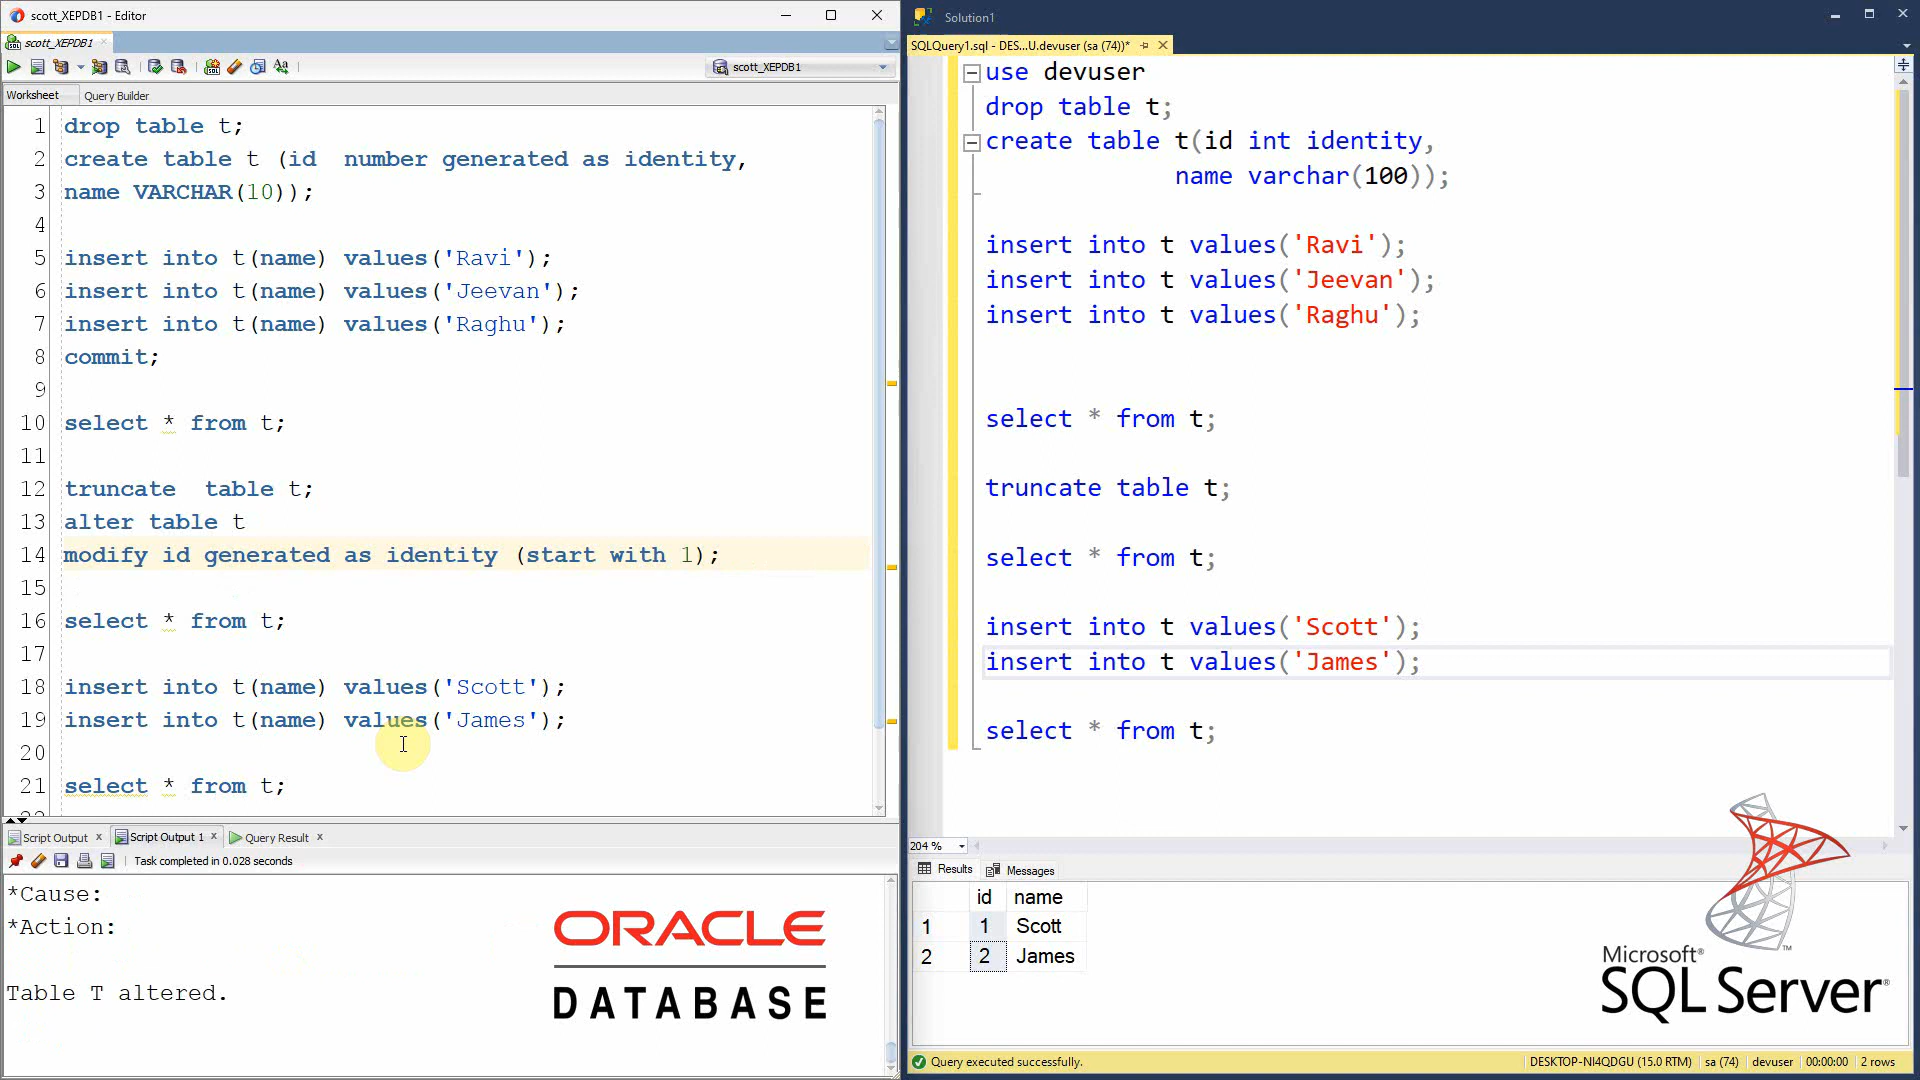 scott_XEPDB1 - Editor
scott_XEPDB1
scott_XEPDB1
Worksheet Query Builder
1 drop table t;
2 create table t (id  number generated as identity,
3 name VARCHAR(10));
4
5 insert into t(name) values('Ravi');
6 insert into t(name) values('Jeevan');
7 insert into t(name) values('Raghu');
8 commit;
9
10 select * from t;
11
12 truncate  table t;
13 alter table t
14 modify id generated as identity (start with 1);
15
16 select * from t;
17
18 insert into t(name) values('Scott');
19 insert into t(name) values('James');
20
21 select * from t;
22
Script Output Script Output 1 Query Result
Task completed in 0.028 seconds
*Cause:
*Action:
Table T altered.
ORACLE
DATABASE
Solution1
SQLQuery1.sql - DES...U.devuser (sa (74))*
use devuser
drop table t;
create table t(id int identity,
name varchar(100));
insert into t values('Ravi');
insert into t values('Jeevan');
insert into t values('Raghu');
select * from t;
truncate table t;
select * from t;
insert into t values('Scott');
insert into t values('James');
select * from t;
204 %
Results Messages
id name
1 1 Scott
2 2 James
Microsoft®
SQL Server®
Query executed successfully. DESKTOP-NI4QDGU (15.0 RTM) sa (74) devuser 00:00:00 2 rows